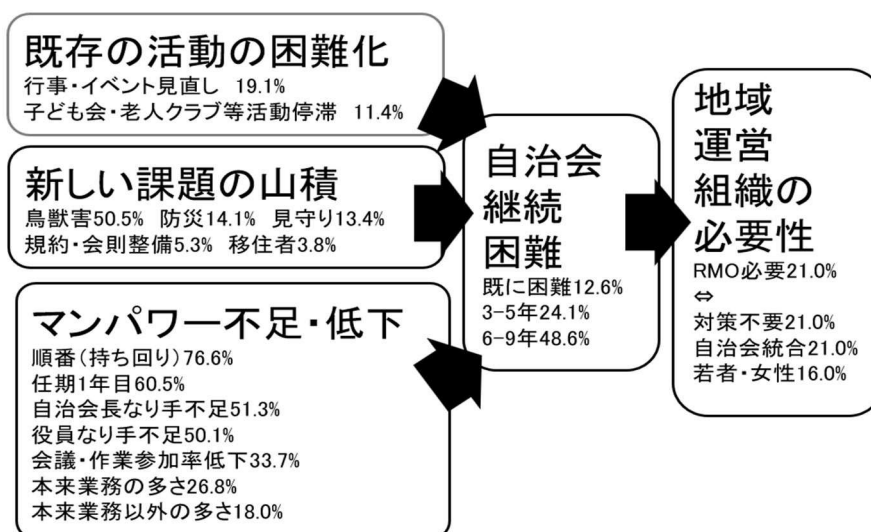 既存の活動の困難化
行事・イベント見直し 19.1%
子ども会・老人クラブ等活動停滞 11.4%
新しい課題の山積
鳥獣害50.5% 防災14.1% 見守り13.4%
規約・会則整備5.3% 移住者3.8%
マンパワー不足・低下
順番(持ち回り)76.6%
任期1年目60.5%
自治会長なり手不足51.3%
役員なり手不足50.1%
会議・作業参加率低下33.7%
本来業務の多さ26.8%
本来業務以外の多さ18.0%
自治会
継続
困難
既に困難12.6%
3-5年24.1%
6-9年48.6%
地域
運営
組織の
必要性
RMO必要21.0%
⇔
対策不要21.0%
自治会統合21.0%
若者・女性16.0%